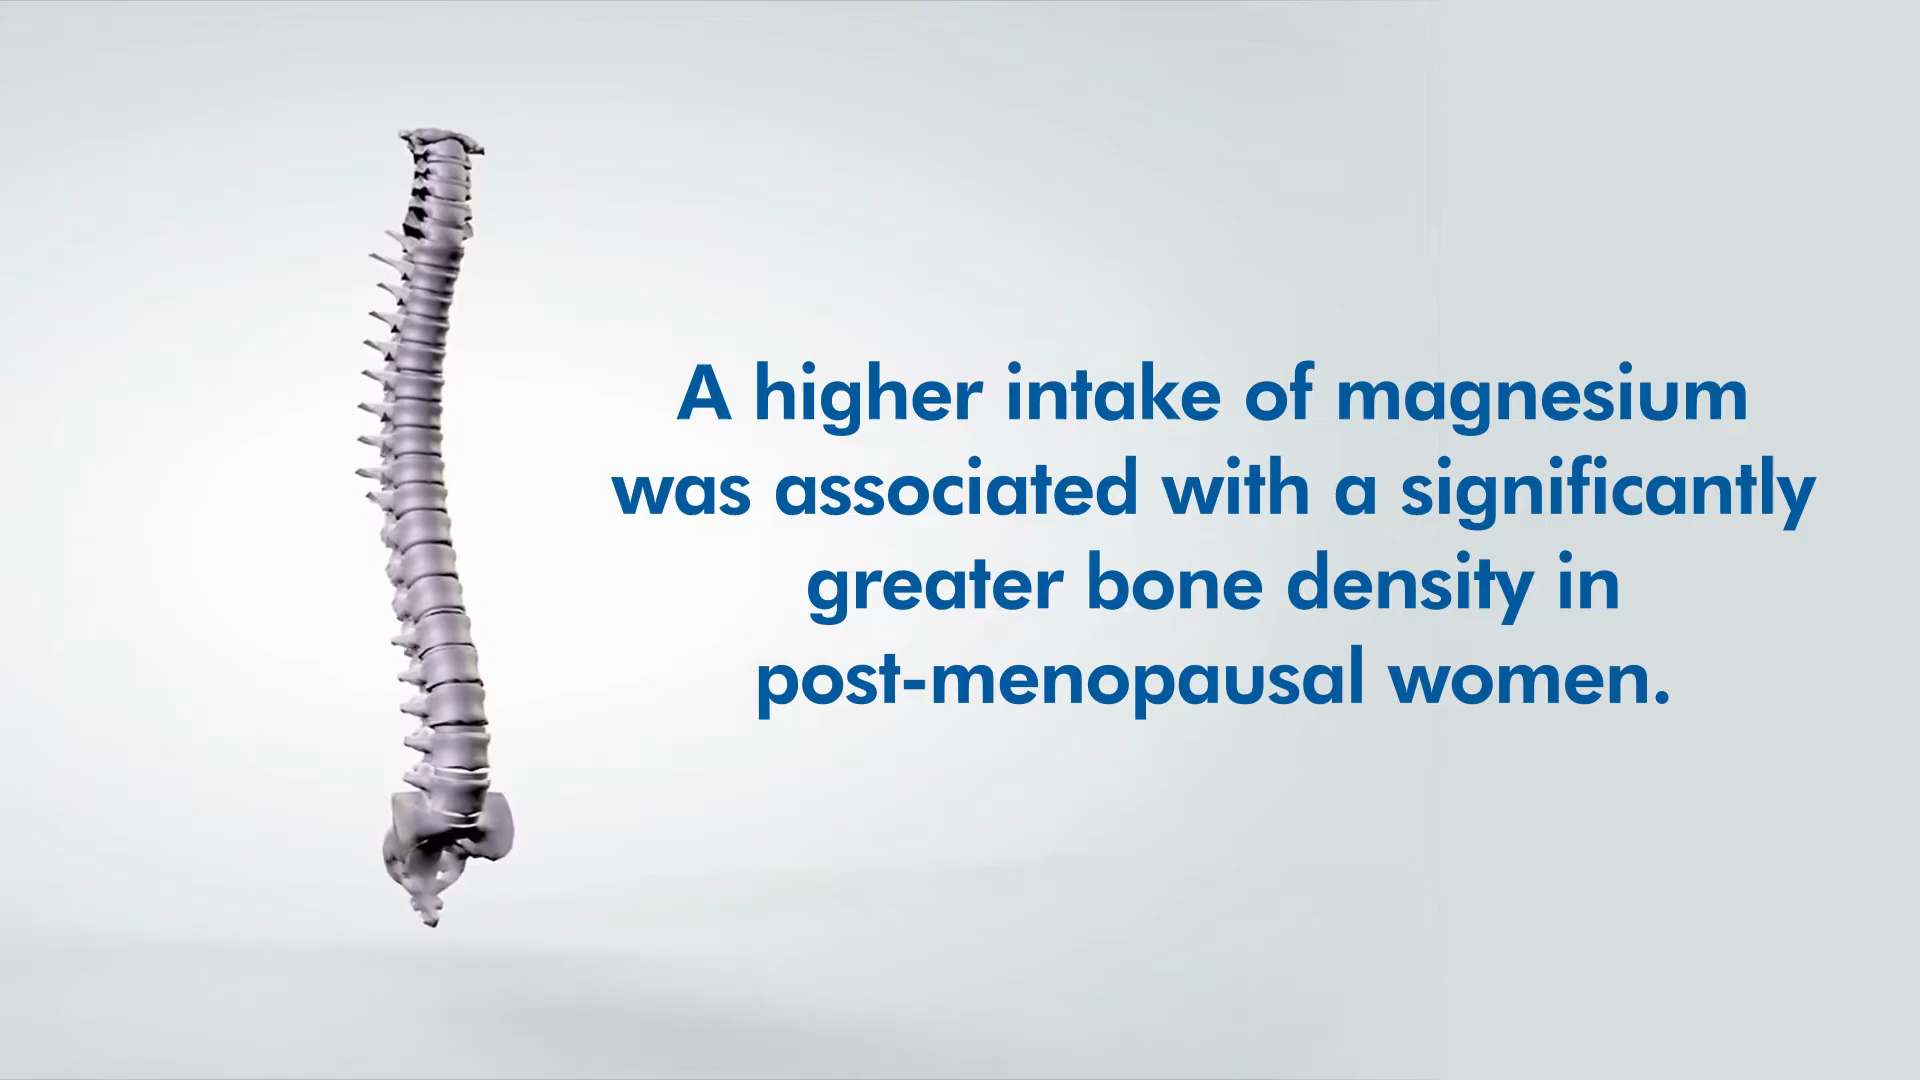 A higher intake of magnesium
was associated with a significantly
greater bone density in
post-menopausal women.